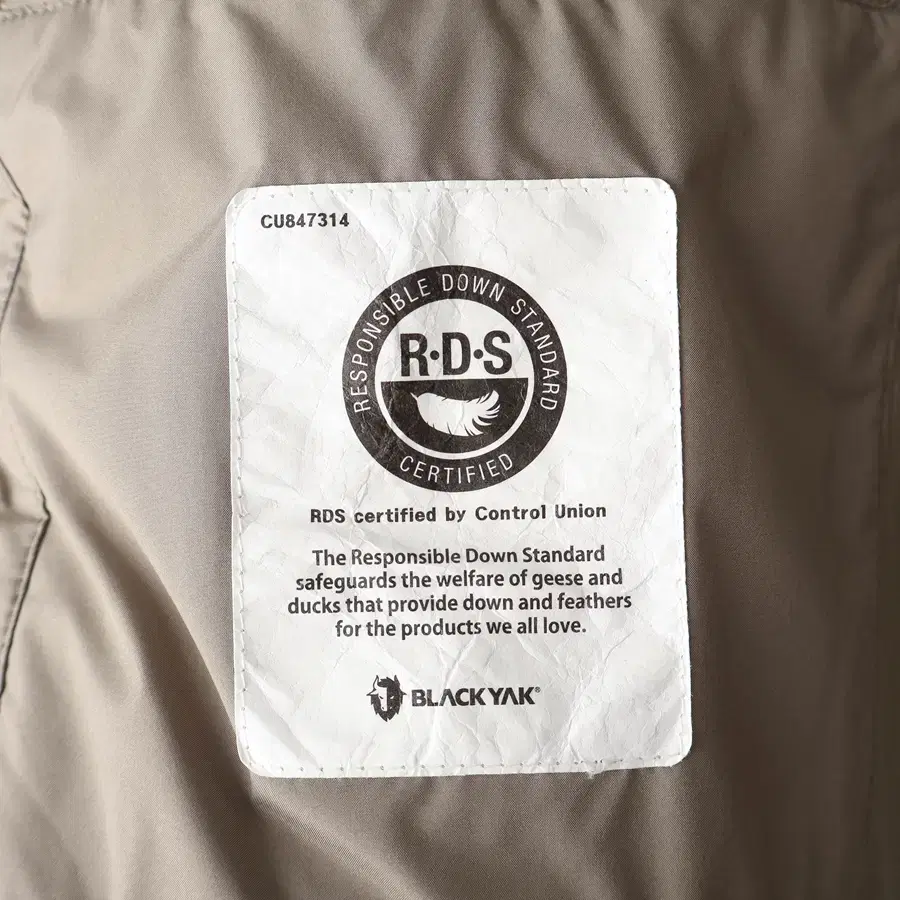 CU847314
RESPONSIBLE DOWN STANDARD
R·D·S
CERTIFIED
RDS certified by Control Union
The Responsible Down Standard
safeguards the welfare of geese and
ducks that provide down and feathers
for the products we all love.
BLACKYAK®